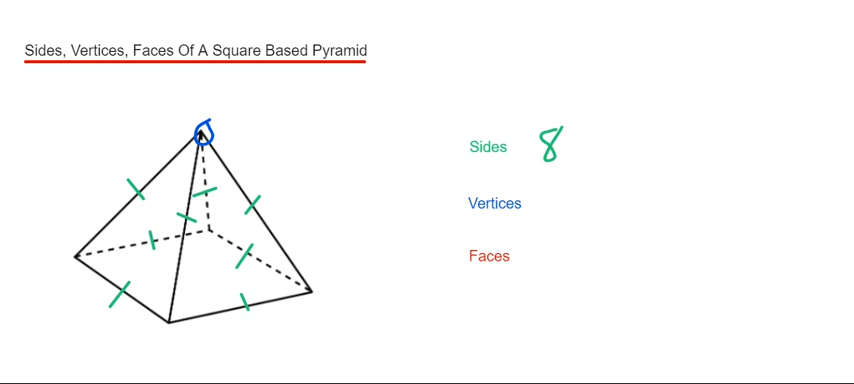 Sides, Vertices, Faces Of A Square Based Pyramid
Sides 8
Vertices
Faces